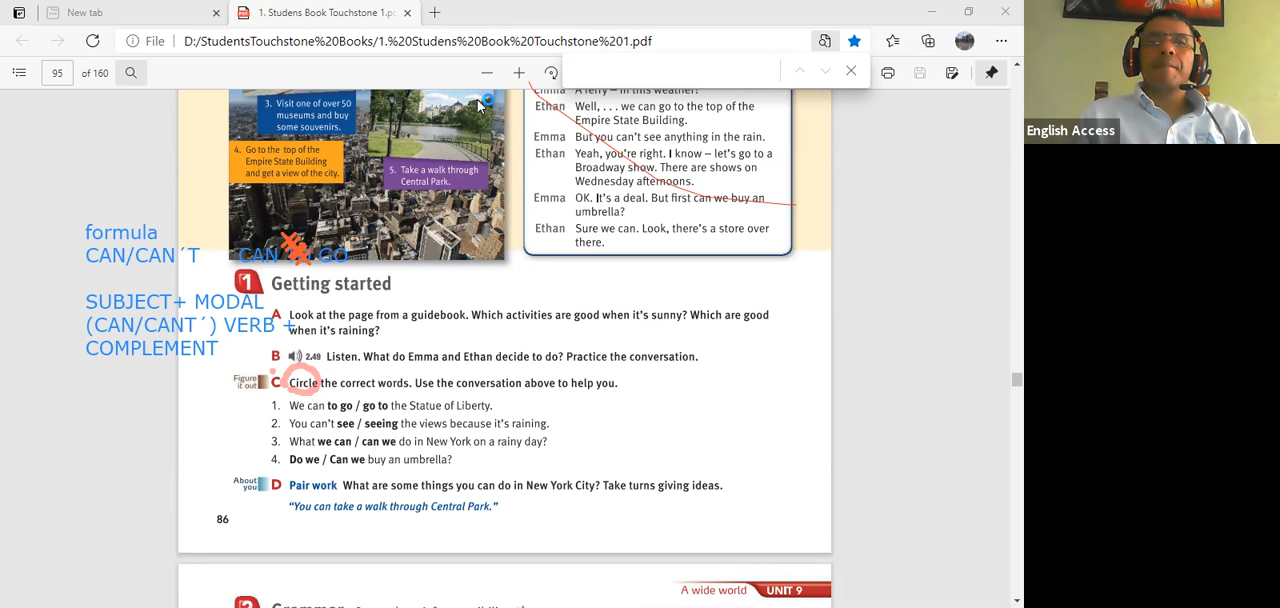 New tab
1. Studens Book Touchstone 1.p
File D:/StudentsTouchstone%20Books/1.%20Studens%20Book%20Touchstone%201.pdf
95 of 160
English Access
3. Visit one of over 50
museums and buy
some souvenirs.
4. Go to the top of the
Empire State Building
and get a view of the city.
5. Take a walk through
Central Park.
Emma A ferry – in this weather?
Ethan Well, . . . we can go to the top of the
Empire State Building.
Emma But you can't see anything in the rain.
Ethan Yeah, you're right. I know – let's go to a
Broadway show. There are shows on
Wednesday afternoons.
Emma OK. It's a deal. But first can we buy an
umbrella?
Ethan Sure we can. Look, there's a store over
there.
formula
CAN/CAN´T CAN GO
SUBJECT+ MODAL
(CAN/CANT´) VERB +
COMPLEMENT
1 Getting started
A Look at the page from a guidebook. Which activities are good when it's sunny? Which are good
when it's raining?
B 2.49 Listen. What do Emma and Ethan decide to do? Practice the conversation.
Figure
it out
C Circle the correct words. Use the conversation above to help you.
1. We can to go / go to the Statue of Liberty.
2. You can't see / seeing the views because it's raining.
3. What we can / can we do in New York on a rainy day?
4. Do we / Can we buy an umbrella?
About
you
D Pair work What are some things you can do in New York City? Take turns giving ideas.
"You can take a walk through Central Park."
86
A wide world UNIT 9